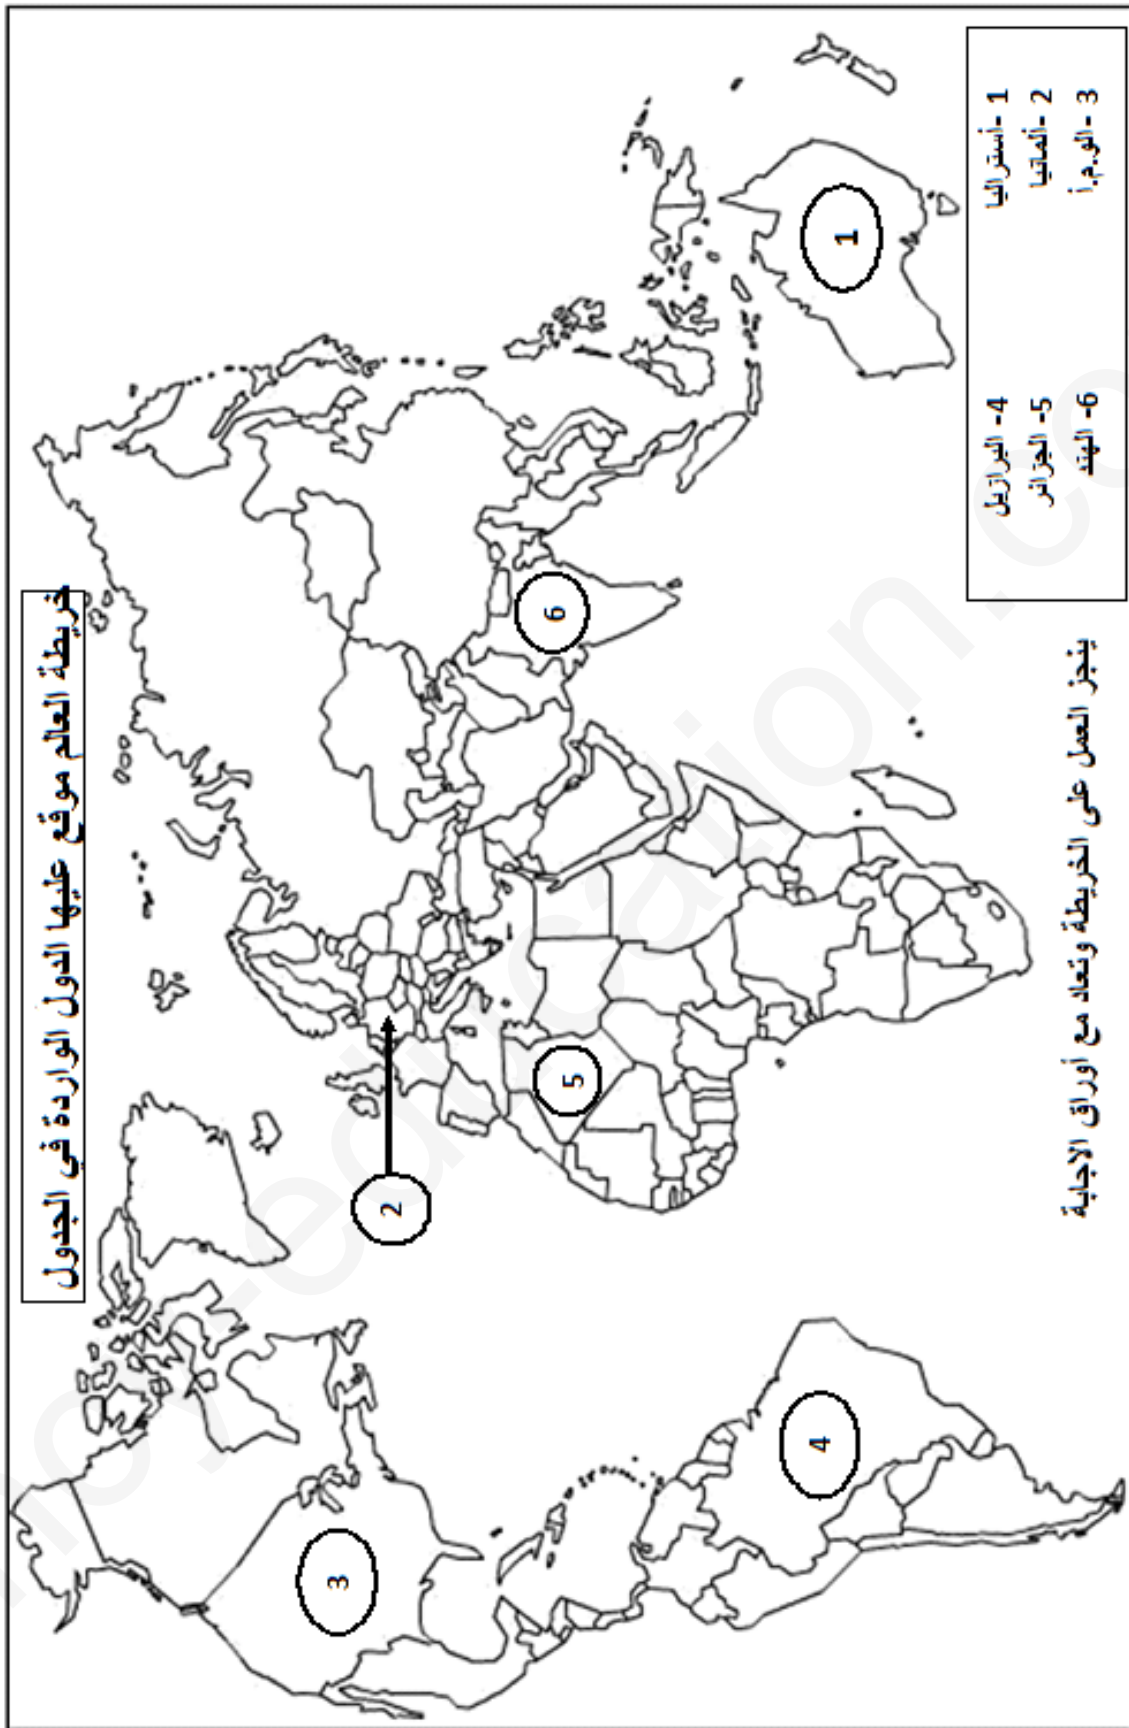 خريطة العالم موقع عليها الدول الواردة في الجدول
3
2
5
6
1
4
1 -أستراليا
4- البرازيل
2 -ألمانيا
5- الجزائر
3 -الو.م.أ
6- الهند
ينجز العمل على الخريطة وتعاد مع أوراق الاجابة